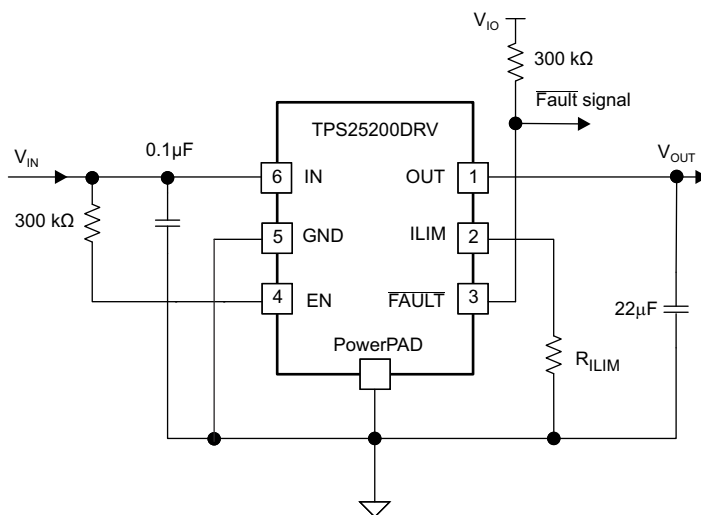 V_IO
300 kΩ
Fault signal
TPS25200DRV
V_IN
0.1µF
6 IN
OUT 1
V_OUT
300 kΩ
5 GND
ILIM 2
4 EN
FAULT 3
22µF
PowerPAD
R_ILIM